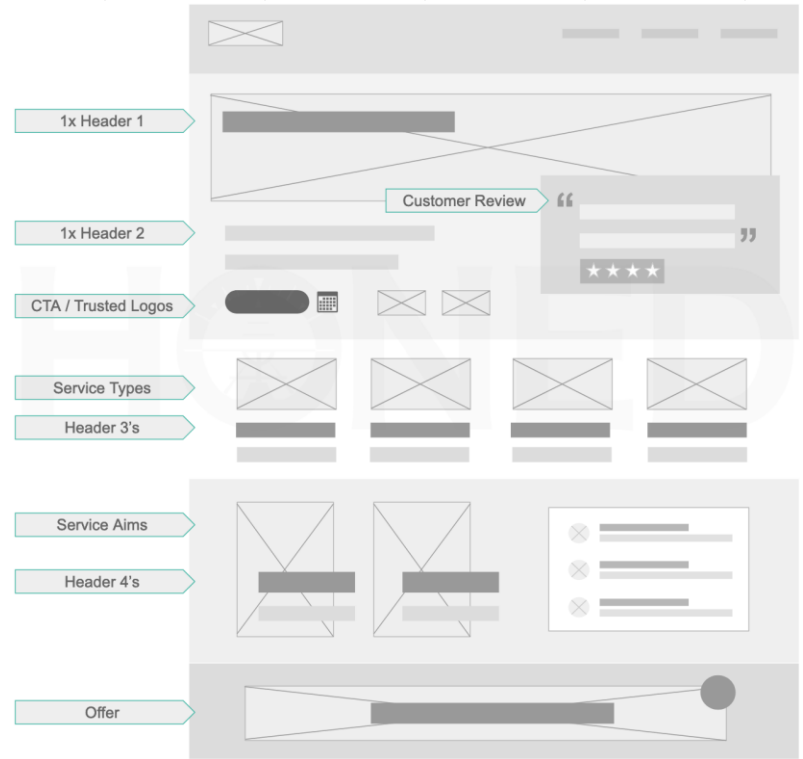 1x Header 1
Customer Review
“
”
1x Header 2
CTA / Trusted Logos
HONED
Service Types
Header 3's
Service Aims
Header 4's
Offer